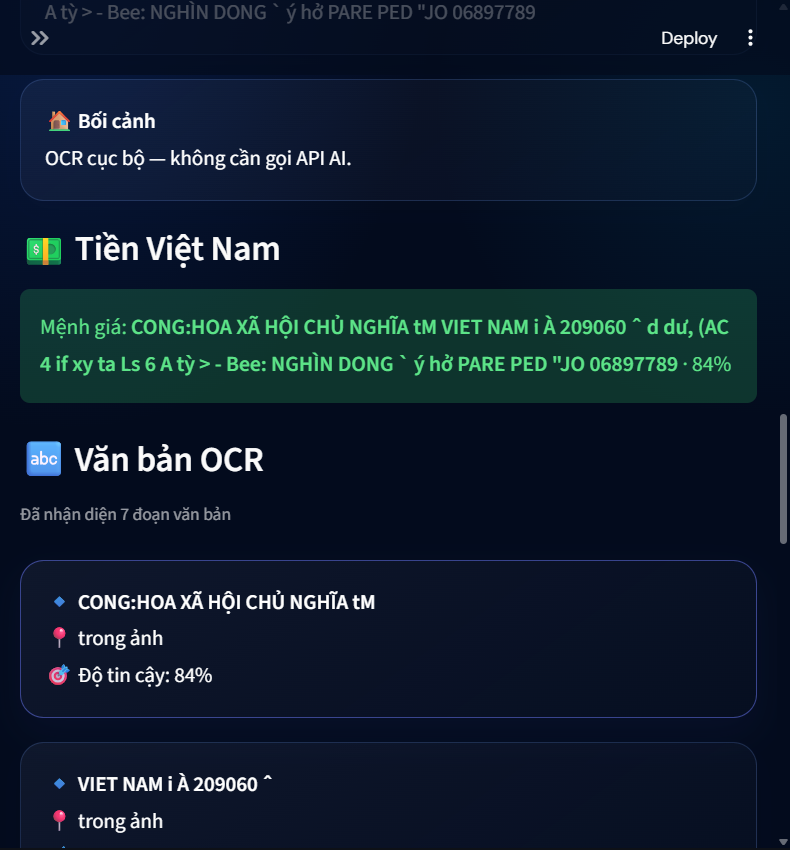 A tỳ > - Bee: NGHÌN DONG ` ý hở PARE PED "JO 06897789
Deploy
Bối cảnh
OCR cục bộ — không cần gọi API AI.
Tiền Việt Nam
Mệnh giá: CONG:HOA XÃ HỘI CHỦ NGHĨA tM VIET NAM i À 209060 ˆ d dư, (AC
4 if xy ta Ls 6 A tỳ > - Bee: NGHÌN DONG ` ý hở PARE PED "JO 06897789 · 84%
abc Văn bản OCR
Đã nhận diện 7 đoạn văn bản
CONG:HOA XÃ HỘI CHỦ NGHĨA tM
trong ảnh
Độ tin cậy: 84%
VIET NAM i À 209060 ˆ
trong ảnh